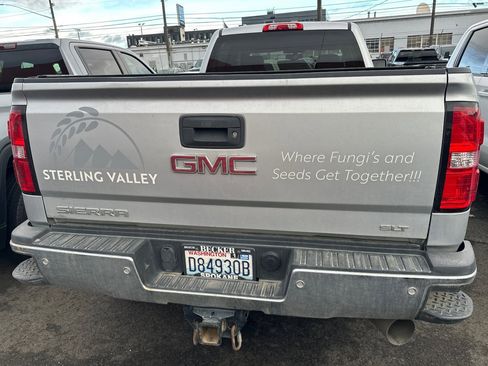 Where Fungi's and
GMC
Seeds Get Together!!!
STERLING VALLEY
SIERRA
SLT
BECKER
WASHINGTON
D84930B
SPOKANE